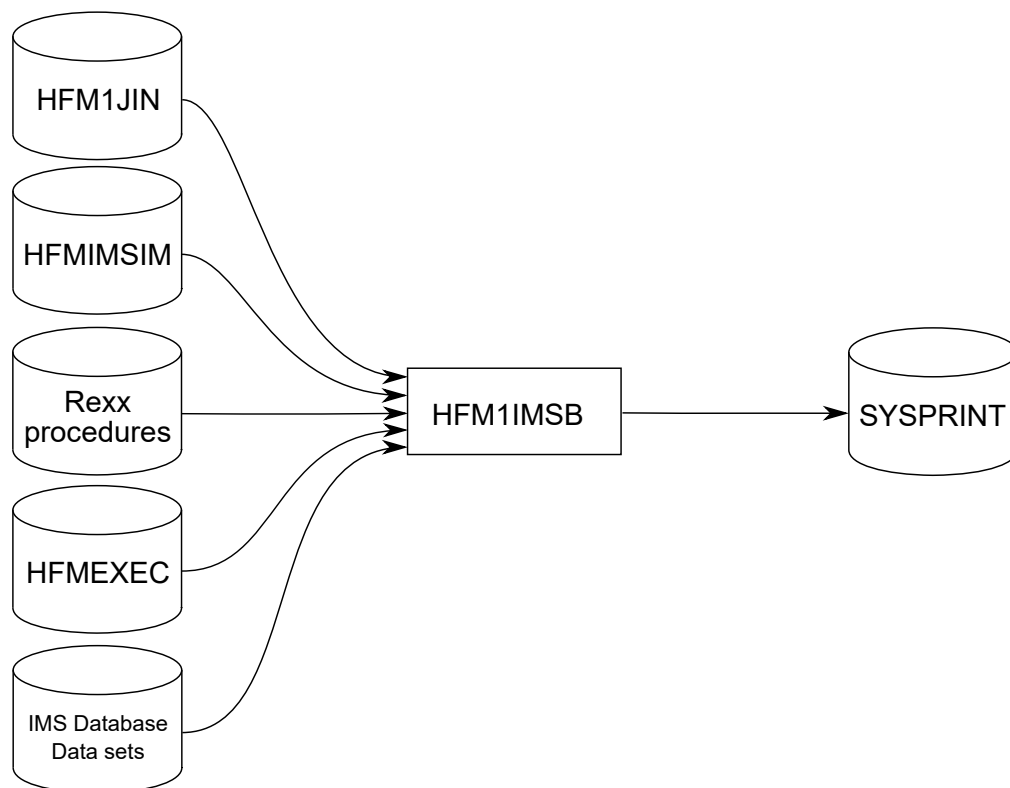 HFM1JIN
HFMIMSIM
Rexx
procedures
HFMEXEC
IMS Database
Data sets
HFM1IMSB
SYSPRINT